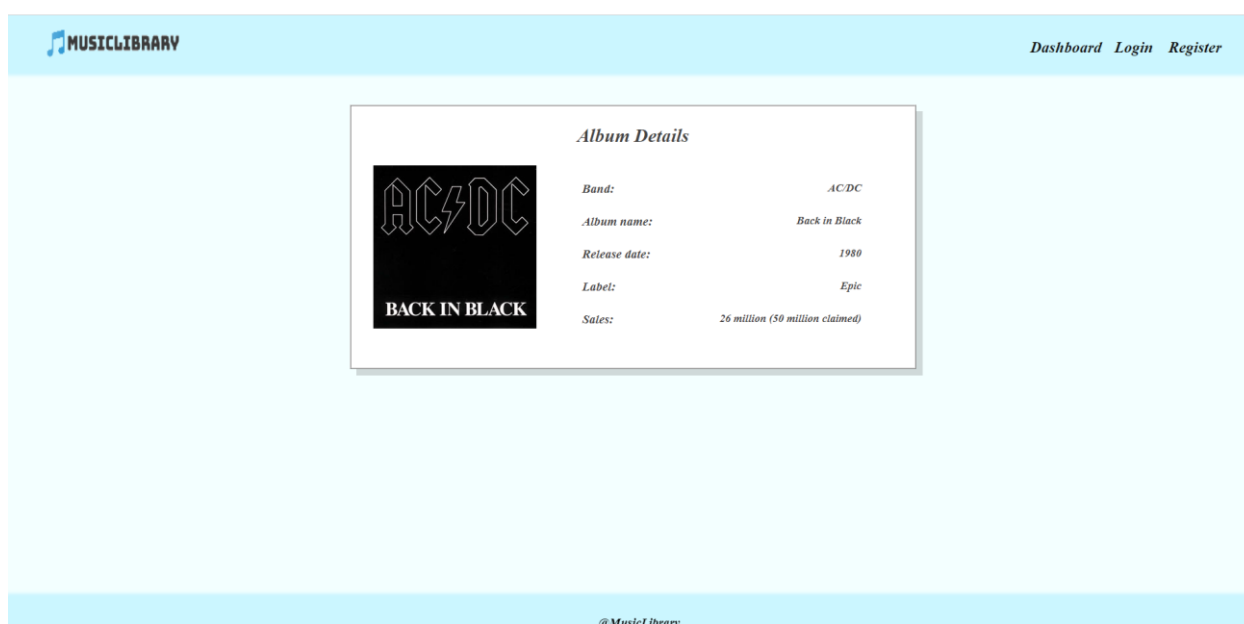 MUSICLIBRARY
Dashboard Login Register
Album Details
AC/DC
BACK IN BLACK
Band: AC/DC
Album name: Back in Black
Release date: 1980
Label: Epic
Sales: 26 million (50 million claimed)
@MusicLibrary